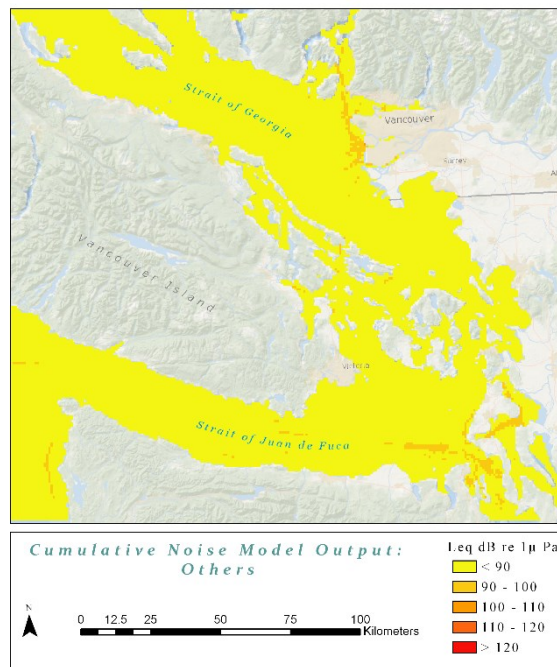 Strait of Georgia
Vancouver
Vancouver Island
Victoria
Strait of Juan de Fuca
Cumulative Noise Model Output:
Others
Leq dB re 1µ Pa
< 90
90 - 100
100 - 110
110 - 120
> 120
N
0 12.5 25 50 75 100
Kilometers